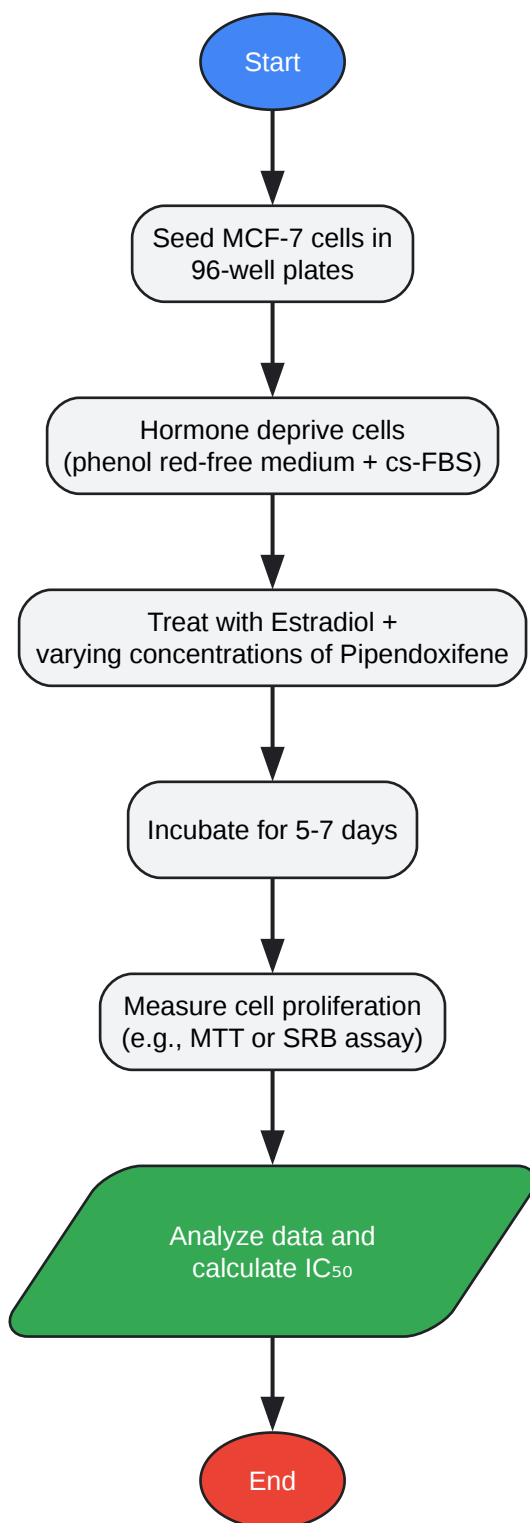 Start
Seed MCF-7 cells in
96-well plates
Hormone deprive cells
(phenol red-free medium + cs-FBS)
Treat with Estradiol +
varying concentrations of Pipendoxifene
Incubate for 5-7 days
Measure cell proliferation
(e.g., MTT or SRB assay)
Analyze data and
calculate IC₅₀
End